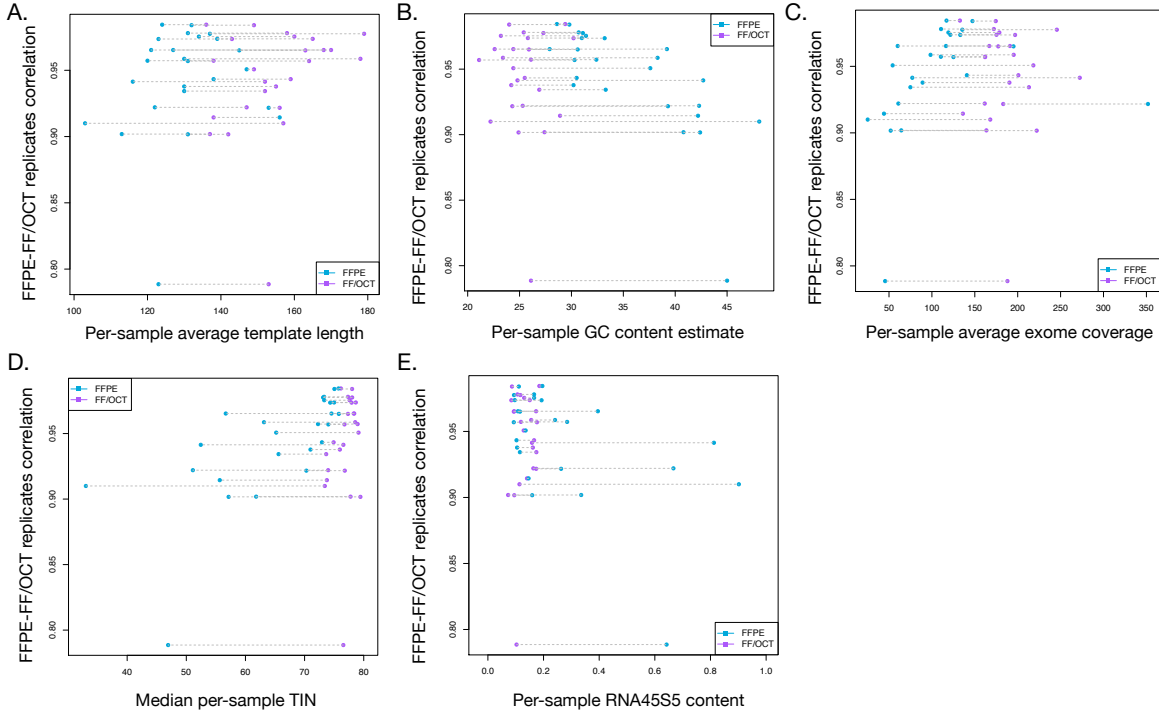 A.
FFPE-FF/OCT replicates correlation
0.95
0.90
0.85
0.80
FFPE
FF/OCT
100
120
140
160
180
Per-sample average template length
B.
FFPE-FF/OCT replicates correlation
0.95
0.90
0.85
0.80
FFPE
FF/OCT
20
25
30
35
40
45
Per-sample GC content estimate
C.
FFPE-FF/OCT replicates correlation
0.95
0.90
0.85
0.80
FFPE
FF/OCT
50
100
150
200
250
300
350
Per-sample average exome coverage
D.
FFPE-FF/OCT replicates correlation
0.95
0.90
0.85
0.80
FFPE
FF/OCT
40
50
60
70
80
Median per-sample TIN
E.
FFPE-FF/OCT replicates correlation
0.95
0.90
0.85
0.80
FFPE
FF/OCT
0.0
0.2
0.4
0.6
0.8
1.0
Per-sample RNA45S5 content